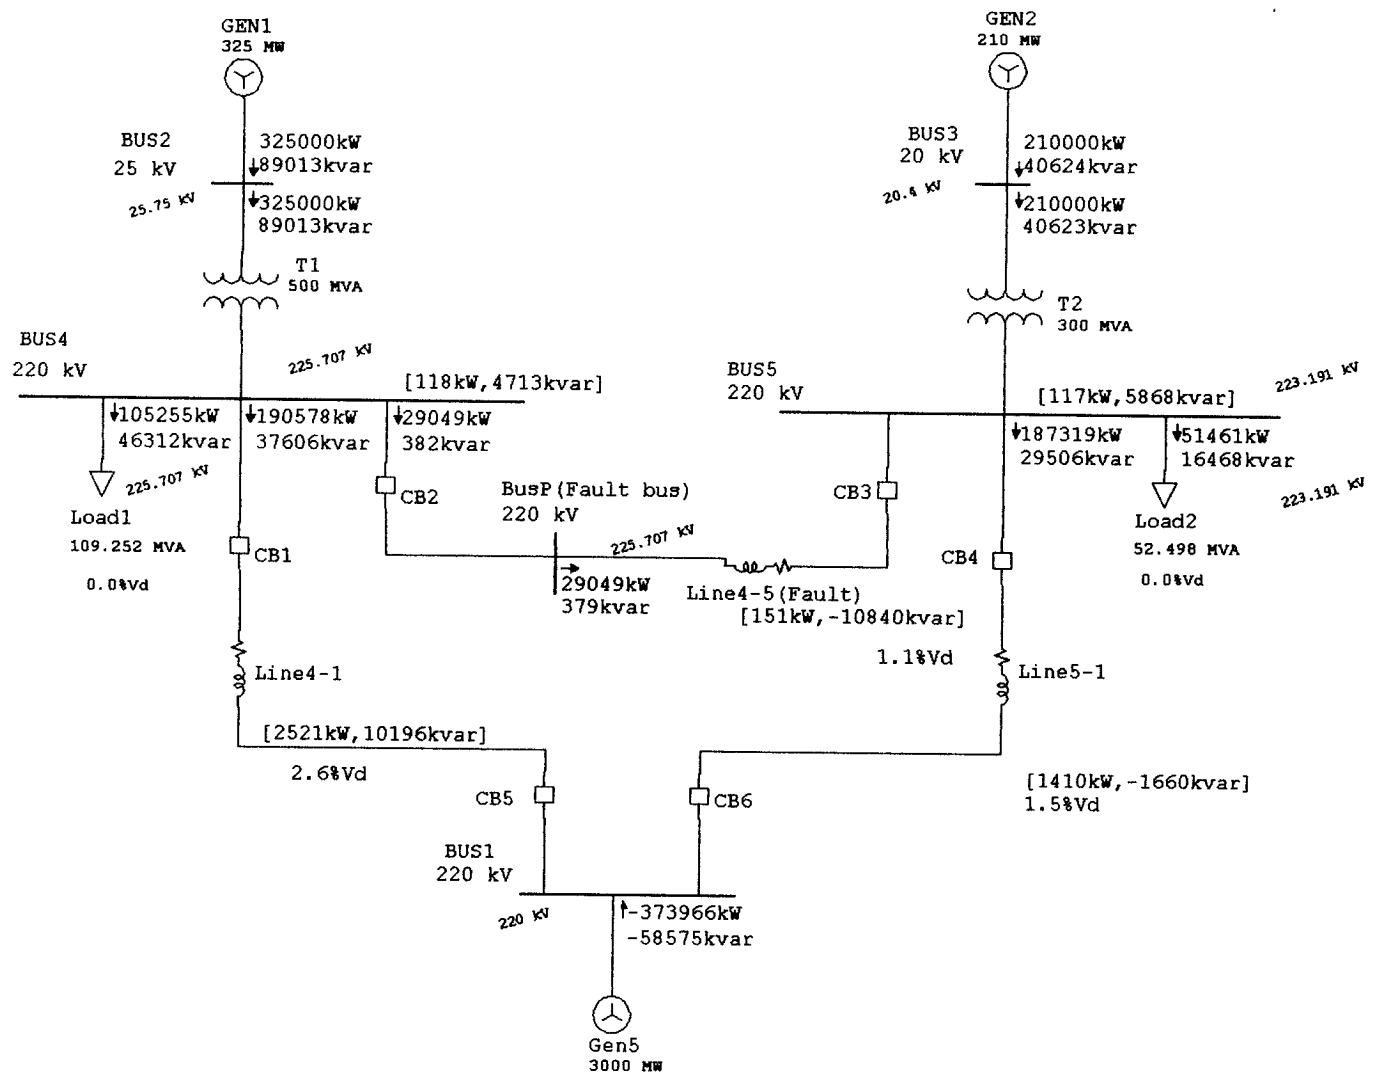 GEN1
325 MW
GEN2
210 MW
BUS2
25 kV
25.75 kV
325000kW
89013kvar
325000kW
89013kvar
BUS3
20 kV
20.4 kV
210000kW
40624kvar
210000kW
40623kvar
T1
500 MVA
T2
300 MVA
BUS4
220 kV
225.707 kV
[118kW,4713kvar]
BUS5
220 kV
223.191 kV
[117kW,5868kvar]
105255kW
46312kvar
190578kW
37606kvar
29049kW
382kvar
187319kW
29506kvar
51461kW
16468kvar
225.707 kV
223.191 kV
Load1
109.252 MVA
0.0%Vd
CB1
CB2
BusP(Fault bus)
220 kV
225.707 kV
29049kW
379kvar
CB3
CB4
Load2
52.498 MVA
0.0%Vd
Line4-5(Fault)
[151kW,-10840kvar]
1.1%Vd
Line4-1
Line5-1
[2521kW,10196kvar]
2.6%Vd
[1410kW,-1660kvar]
1.5%Vd
CB5
CB6
BUS1
220 kV
220 kV
-373966kW
-58575kvar
Gen5
3000 MW